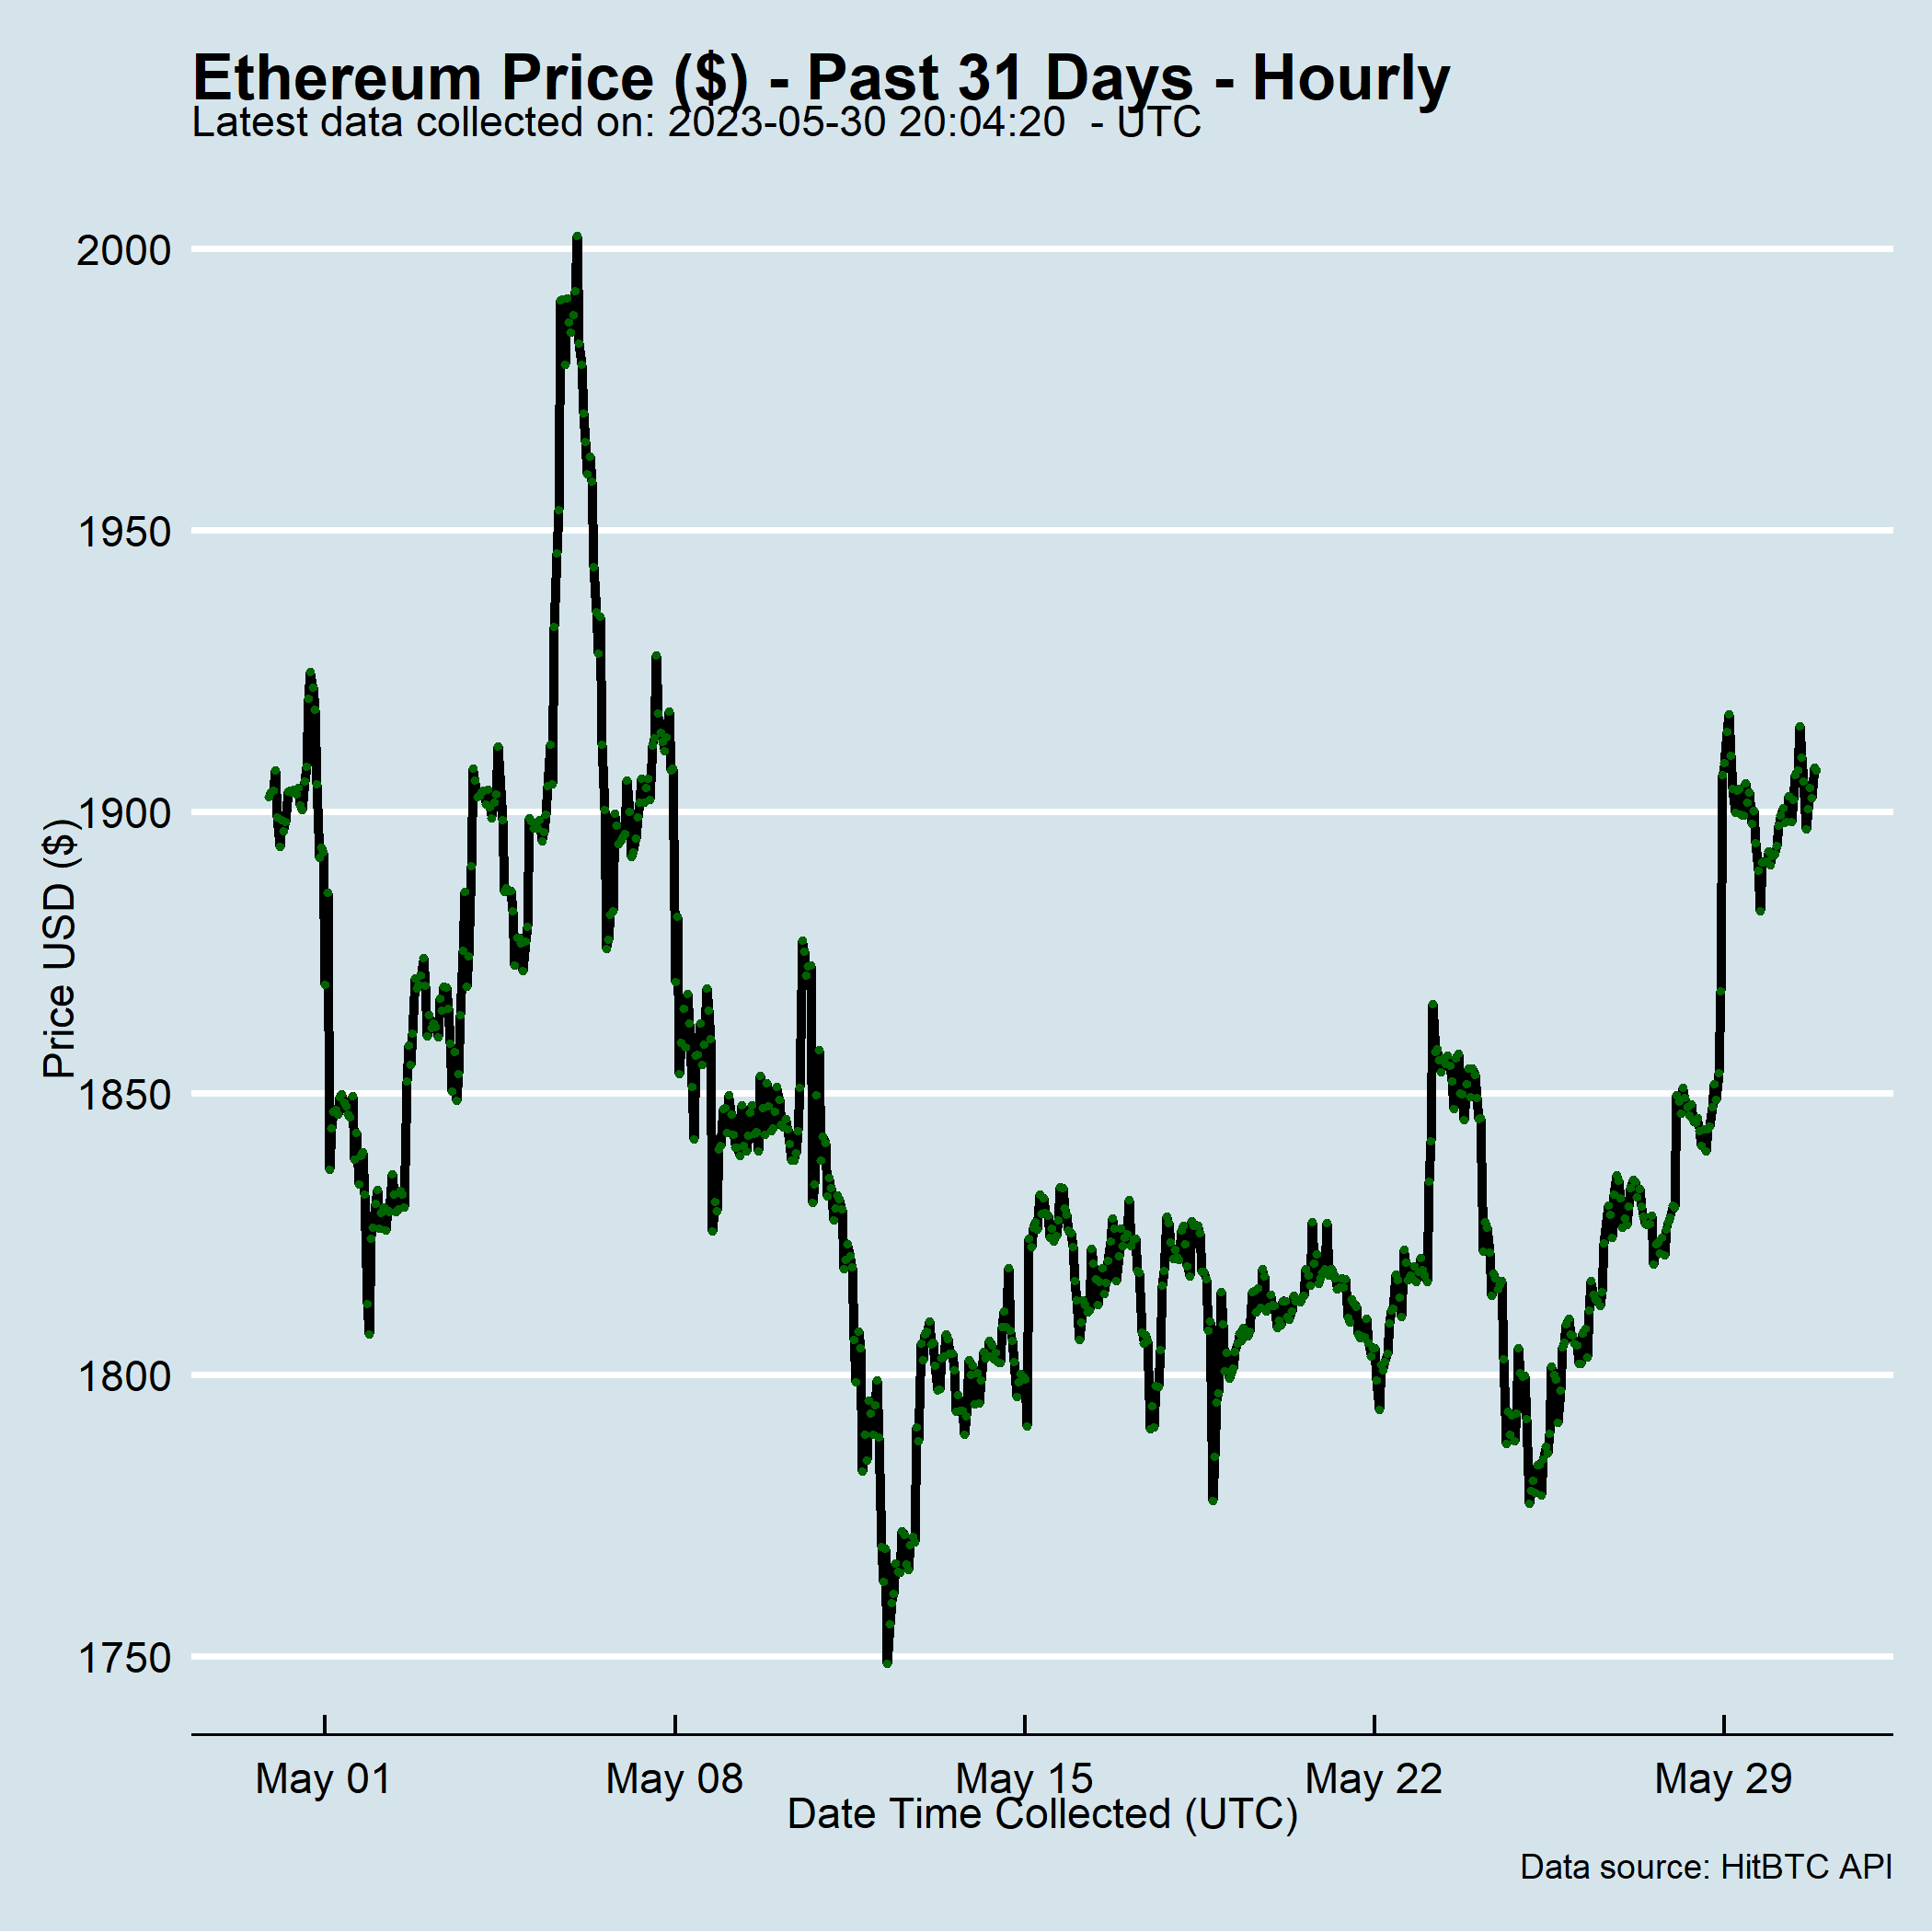 Ethereum Price ($) - Past 31 Days - Hourly
Latest data collected on: 2023-05-30 20:04:20  - UTC
2000
1950
1900
1850
1800
1750
Price USD ($)
May 01
May 08
May 15
May 22
May 29
Date Time Collected (UTC)
Data source: HitBTC API